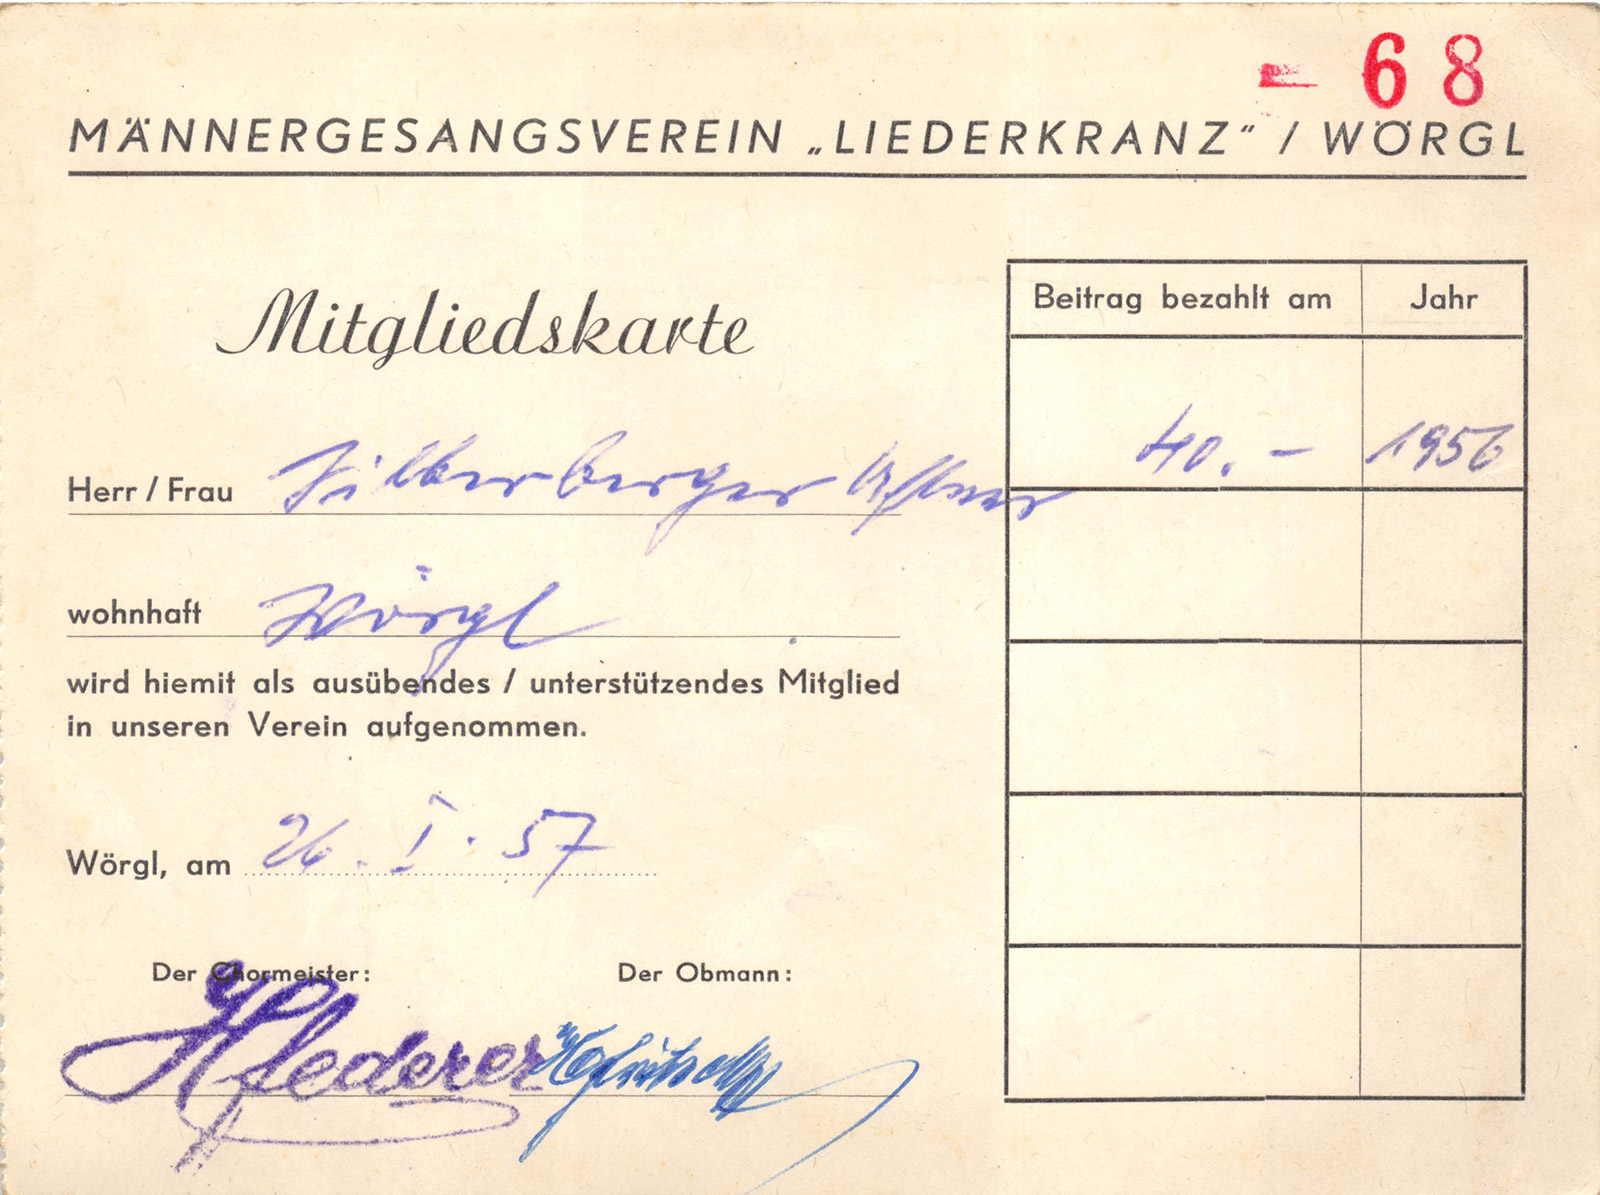 68
MÄNNERGESANGSVEREIN „LIEDERKRANZ“ / WÖRGL
Mitgliedskarte
Beitrag bezahlt am Jahr
40.– 1956
Herr / Frau Silberberger
wohnhaft Wörgl
wird hiemit als ausübendes / unterstützendes Mitglied
in unseren Verein aufgenommen.
Wörgl, am 26. I. 57
Der Chormeister: Der Obmann: